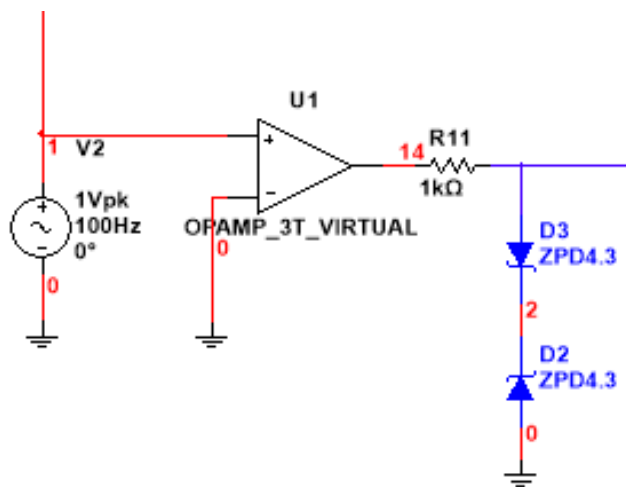 U1
1
V2
+
-
14
R11
1kΩ
1Vpk
100Hz
0°
+
-
OPAMP_3T_VIRTUAL
0
0
D3
ZPD4.3
2
D2
ZPD4.3
0